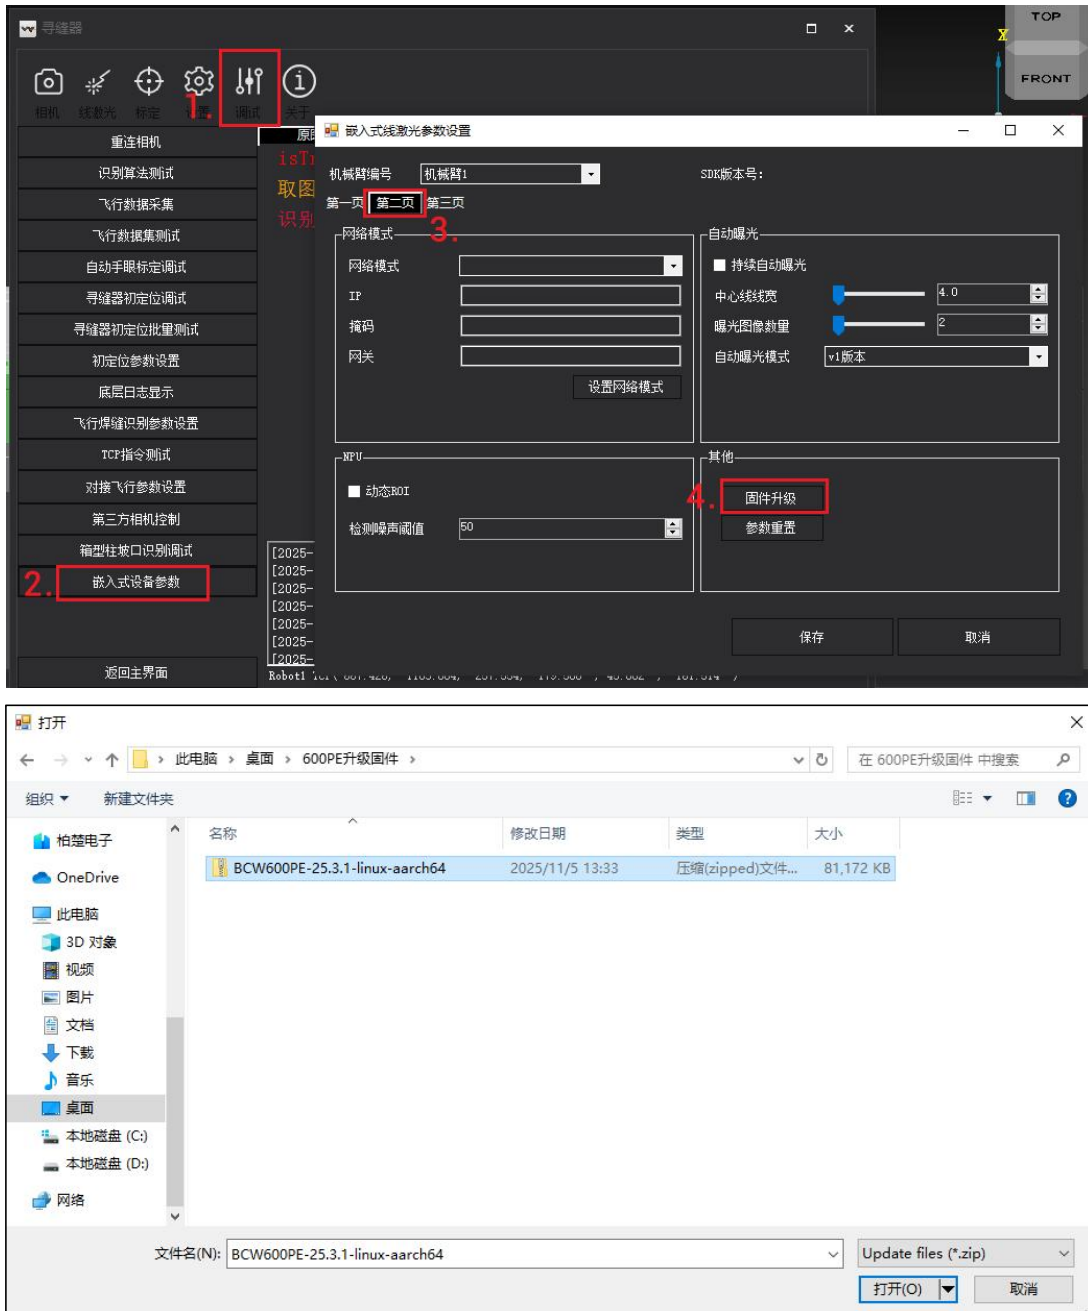 寻缝器
TOP
X
FRONT
相机 线激光 标定 设置 调试 关于
1.
重连相机
识别算法测试
飞行数据采集
飞行数据集测试
自动手眼标定调试
寻缝器初定位调试
寻缝器初定位批量测试
初定位参数设置
底层日志显示
飞行焊缝识别参数设置
TCP指令测试
对接飞行参数设置
第三方相机控制
箱型柱坡口识别调试
2. 嵌入式设备参数
返回主界面
原
isT
取图
识别
嵌入式线激光参数设置
机械臂编号 机械臂1 SDK版本号:
第一页 第二页 第三页
3.
网络模式
网络模式
IP
掩码
网关
设置网络模式
自动曝光
持续自动曝光
中心线线宽 4.0
曝光图像数量 2
自动曝光模式 v1版本
NPU
动态ROI
检测噪声阈值 50
其他
4. 固件升级
参数重置
保存 取消
[2025-
[2025-
[2025-
[2025-
[2025-
[2025-
[2025-
Robot1
打开
此电脑 › 桌面 › 600PE升级固件 ›
在 600PE升级固件 中搜索
组织 新建文件夹
名称 修改日期 类型 大小
BCW600PE-25.3.1-linux-aarch64 2025/11/5 13:33 压缩(zipped)文件... 81,172 KB
柏楚电子
OneDrive
此电脑
3D 对象
视频
图片
文档
下载
音乐
桌面
本地磁盘 (C:)
本地磁盘 (D:)
网络
文件名(N): BCW600PE-25.3.1-linux-aarch64 Update files (*.zip)
打开(O) 取消